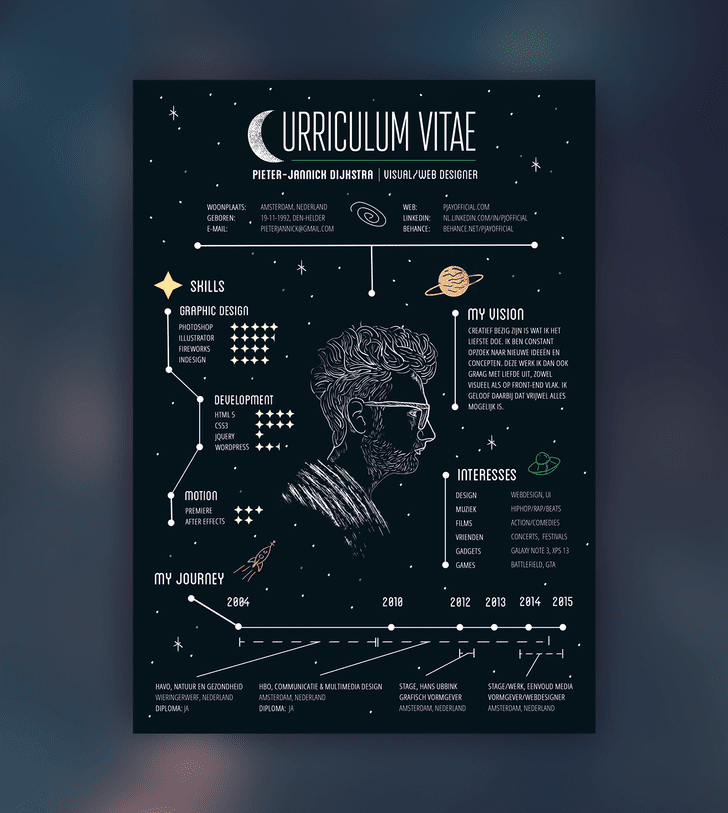 CURRICULUM VITAE
PIETER-JANNICK DIJKSTRA | VISUAL/WEB DESIGNER
WOONPLAATS: AMSTERDAM, NEDERLAND
GEBOREN: 19-11-1992, DEN-HELDER
E-MAIL: PIETERJANNICK@GMAIL.COM
WEB: PJAYOFFICIAL.COM
LINKEDIN: NL.LINKEDIN.COM/IN/PJOFFICIAL
BEHANCE: BEHANCE.NET/PJAYOFFICIAL
SKILLS
GRAPHIC DESIGN
PHOTOSHOP
ILLUSTRATOR
FIREWORKS
INDESIGN
DEVELOPMENT
HTML 5
CSS3
JQUERY
WORDPRESS
MOTION
PREMIERE
AFTER EFFECTS
MY VISION
CREATIEF BEZIG ZIJN IS WAT IK HET
LIEFSTE DOE. IK BEN CONSTANT
OPZOEK NAAR NIEUWE IDEEËN EN
CONCEPTEN. DEZE WERK IK DAN OOK
GRAAG MET LIEFDE UIT, ZOWEL
VISUEEL ALS OP FRONT-END VLAK. IK
GELOOF DAARBIJ DAT VRIJWEL ALLES
MOGELIJK IS.
INTERESSES
DESIGN WEBDESIGN, UI
MUZIEK HIPHOP/RAP/BEATS
FILMS ACTION/COMEDIES
VRIENDEN CONCERTS, FESTIVALS
GADGETS GALAXY NOTE 3, XPS 13
GAMES BATTLEFIELD, GTA
MY JOURNEY
2004 2010 2012 2013 2014 2015
HAVO, NATUUR EN GEZONDHEID
WIERINGERWERF, NEDERLAND
DIPLOMA: JA
HBO, COMMUNICATIE & MULTIMEDIA DESIGN
AMSTERDAM, NEDERLAND
DIPLOMA: JA
STAGE, HANS UBBINK
GRAFISCH VORMGEVER
AMSTERDAM, NEDERLAND
STAGE/WERK, EENVOUD MEDIA
VORMGEVER/WEBDESIGNER
AMSTERDAM, NEDERLAND